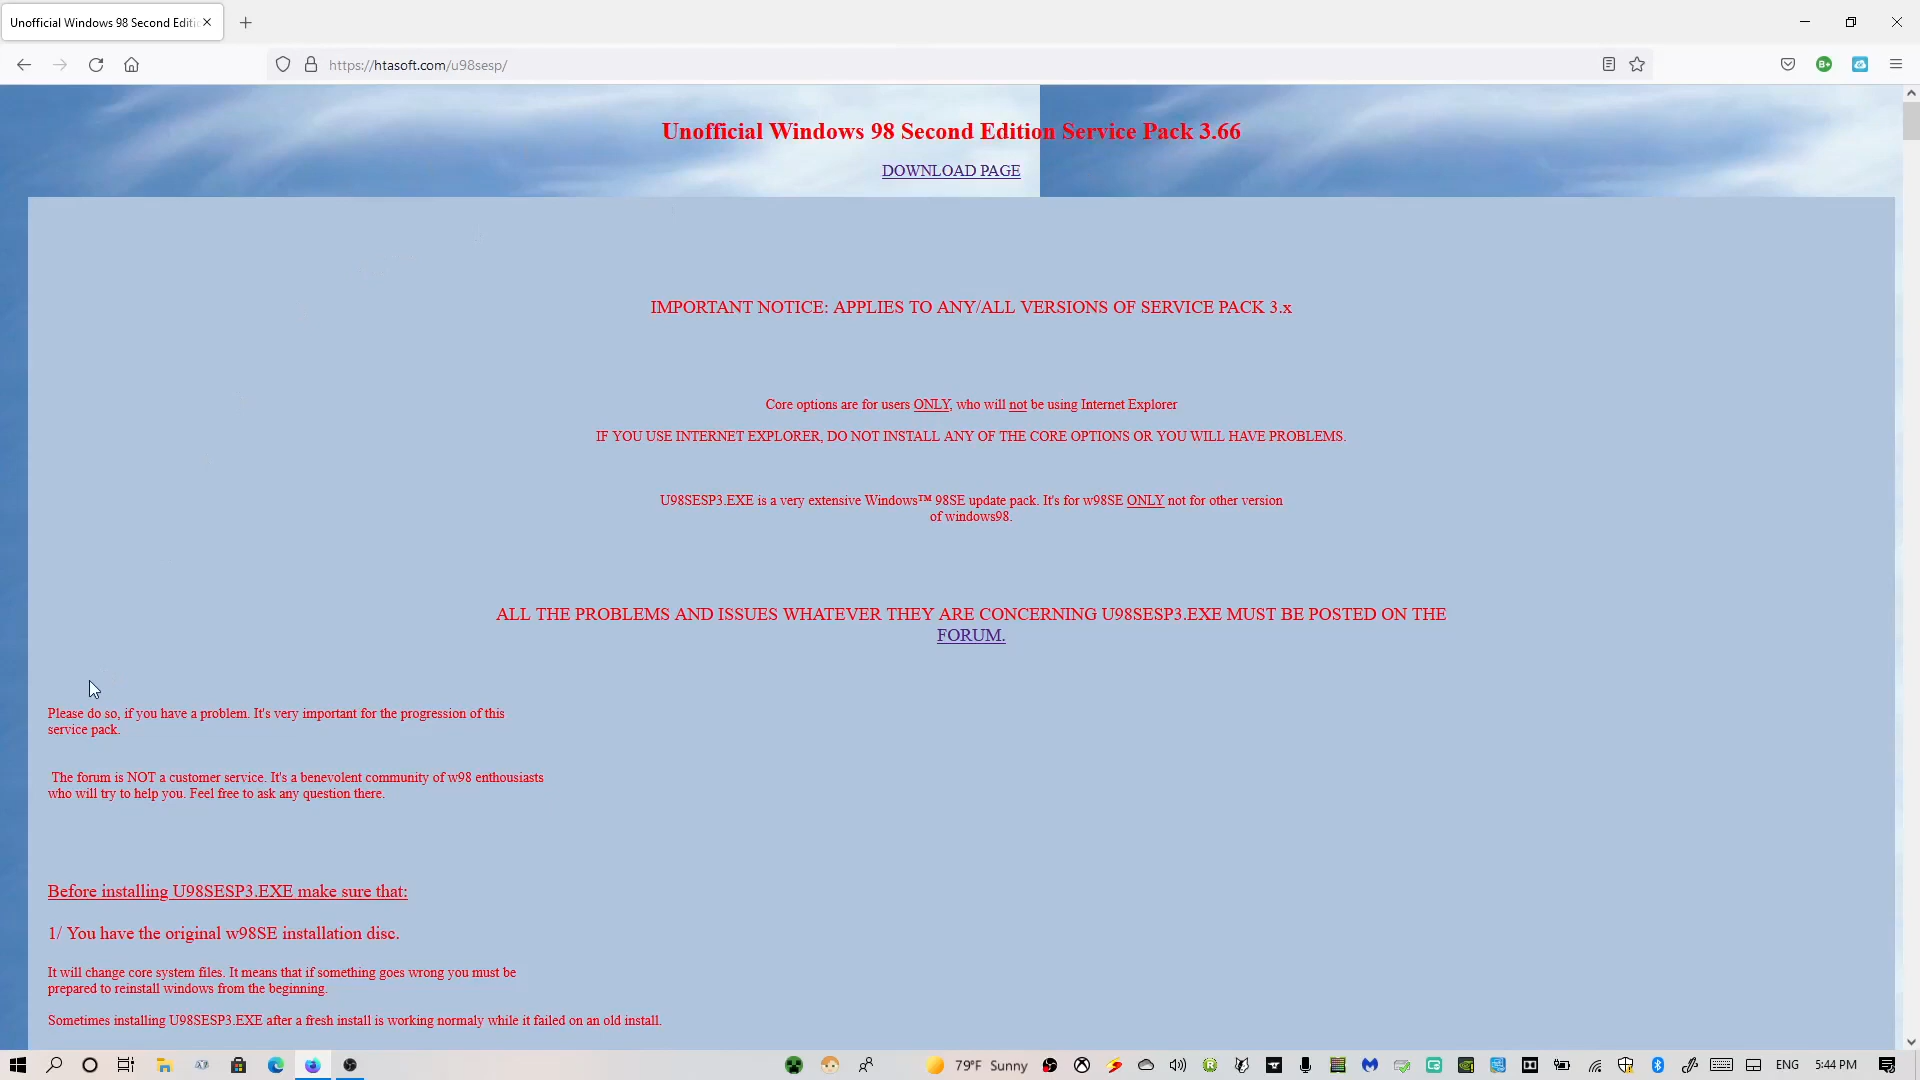 Unofficial Windows 98 Second Editi
https://htasoft.com/u98sesp/
Unofficial Windows 98 Second Edition Service Pack 3.66
DOWNLOAD PAGE
IMPORTANT NOTICE: APPLIES TO ANY/ALL VERSIONS OF SERVICE PACK 3.x
Core options are for users ONLY, who will not be using Internet Explorer
IF YOU USE INTERNET EXPLORER, DO NOT INSTALL ANY OF THE CORE OPTIONS OR YOU WILL HAVE PROBLEMS.
U98SESP3.EXE is a very extensive Windows™ 98SE update pack. It's for w98SE ONLY not for other version
of windows98.
ALL THE PROBLEMS AND ISSUES WHATEVER THEY ARE CONCERNING U98SESP3.EXE MUST BE POSTED ON THE
FORUM.
Please do so, if you have a problem. It's very important for the progression of this
service pack.
The forum is NOT a customer service. It's a benevolent community of w98 enthousiasts
who will try to help you. Feel free to ask any question there.
Before installing U98SESP3.EXE make sure that:
1/ You have the original w98SE installation disc.
It will change core system files. It means that if something goes wrong you must be
prepared to reinstall windows from the beginning.
Sometimes installing U98SESP3.EXE after a fresh install is working normaly while it failed on an old install.
79°F Sunny ENG 5:44 PM